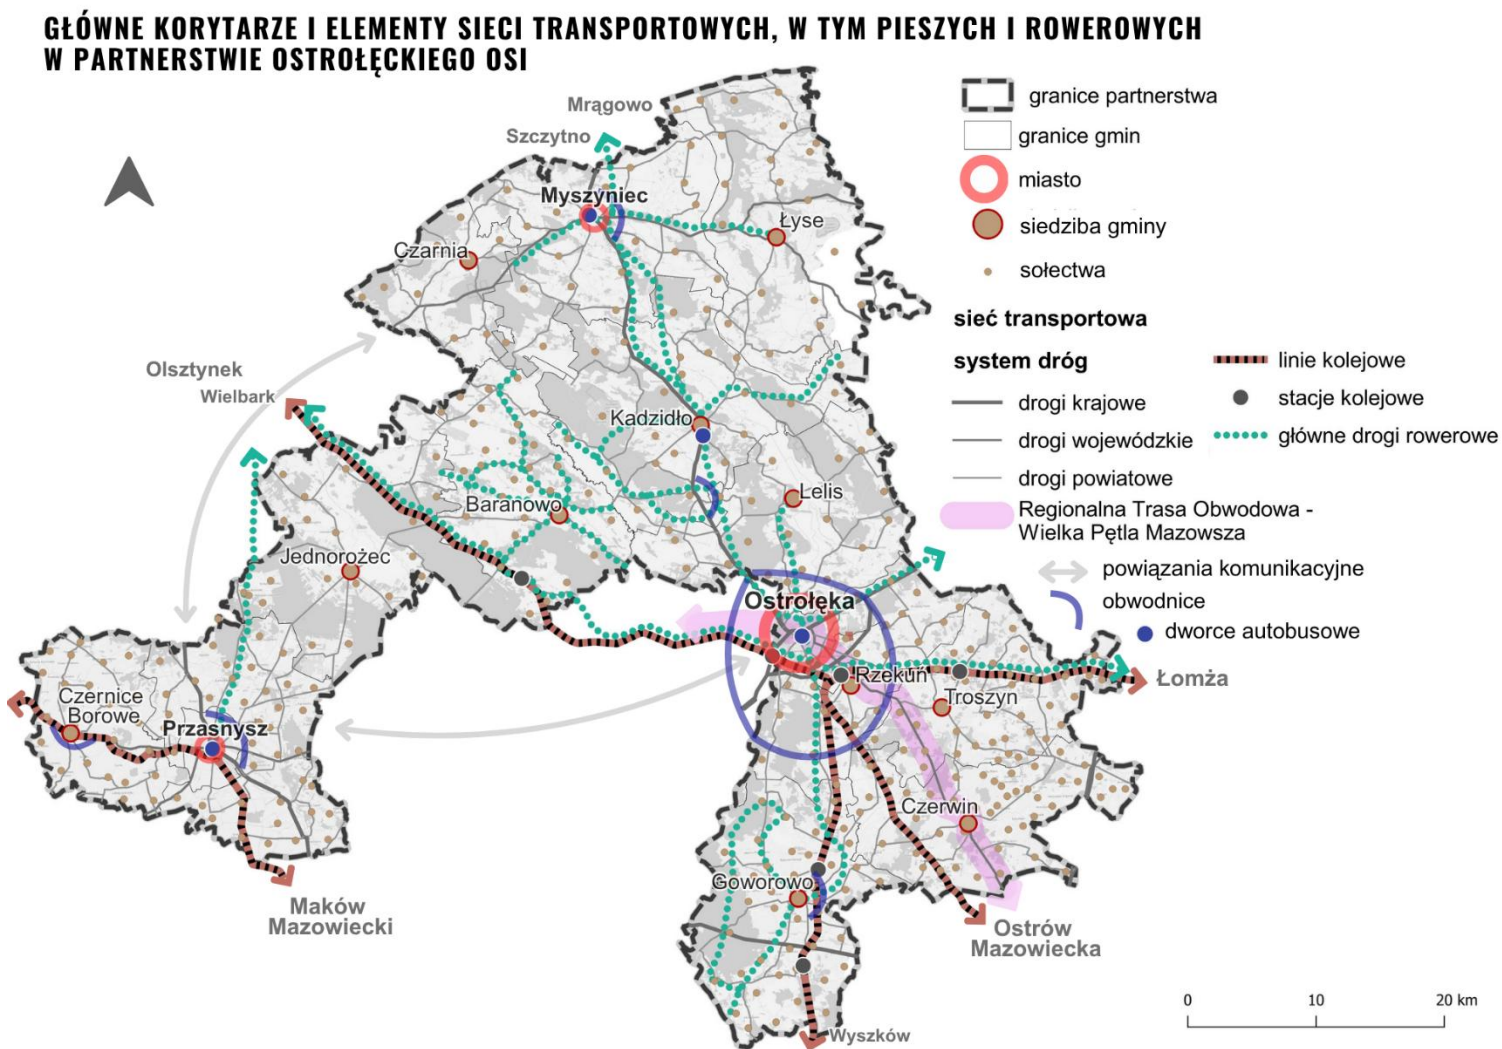 GŁÓWNE KORYTARZE I ELEMENTY SIECI TRANSPORTOWYCH, W TYM PIESZYCH I ROWEROWYCH
W PARTNERSTWIE OSTROŁĘCKIEGO OSI
Mrągowo
Szczytno
Myszyniec
Łyse
Czarnia
Olsztynek
Wielbark
Kadzidło
Lelis
Baranowo
Jednorożec
Ostrołęka
Rzekuń
Troszyn
Łomża
Czernice
Borowe
Przasnysz
Czerwin
Goworowo
Maków
Mazowiecki
Ostrów
Mazowiecka
Wyszków
granice partnerstwa
granice gmin
miasto
siedziba gminy
sołectwa
sieć transportowa
system dróg
drogi krajowe
drogi wojewódzkie
drogi powiatowe
linie kolejowe
stacje kolejowe
główne drogi rowerowe
Regionalna Trasa Obwodowa -
Wielka Pętla Mazowsza
powiązania komunikacyjne
obwodnice
dworce autobusowe
0 10 20 km